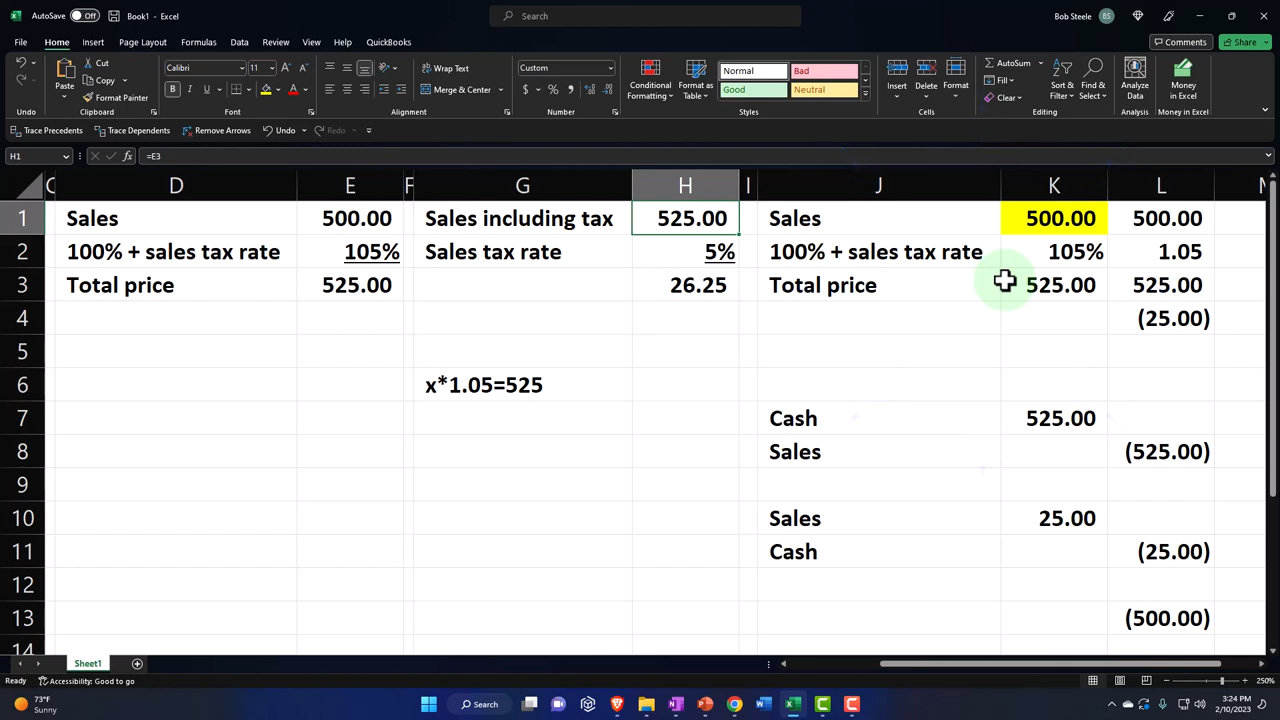 AutoSave Off Book1 - Excel Search Bob Steele BS
File Home Insert Page Layout Formulas Data Review View Help QuickBooks Comments Share
Paste Cut Copy Format Painter Calibri 11 Wrap Text Merge & Center Custom Conditional Formatting Format as Table Normal Bad Good Neutral Insert Delete Format AutoSum Fill Clear Sort & Filter Find & Select Analyze Data Money in Excel
Undo Clipboard Font Alignment Number Styles Cells Editing Analysis Money in Excel
Trace Precedents Trace Dependents Remove Arrows Undo Redo
H1 fx =E3
C D E F G H I J K L M
1 Sales 500.00 Sales including tax 525.00 Sales 500.00 500.00
2 100% + sales tax rate 105% Sales tax rate 5% 100% + sales tax rate 105% 1.05
3 Total price 525.00 26.25 Total price 525.00 525.00
4 (25.00)
5
6 x*1.05=525
7 Cash 525.00
8 Sales (525.00)
9
10 Sales 25.00
11 Cash (25.00)
12
13 (500.00)
14
Sheet1
Ready Accessibility: Good to go 250%
73°F Sunny Search 3:24 PM 2/10/2023